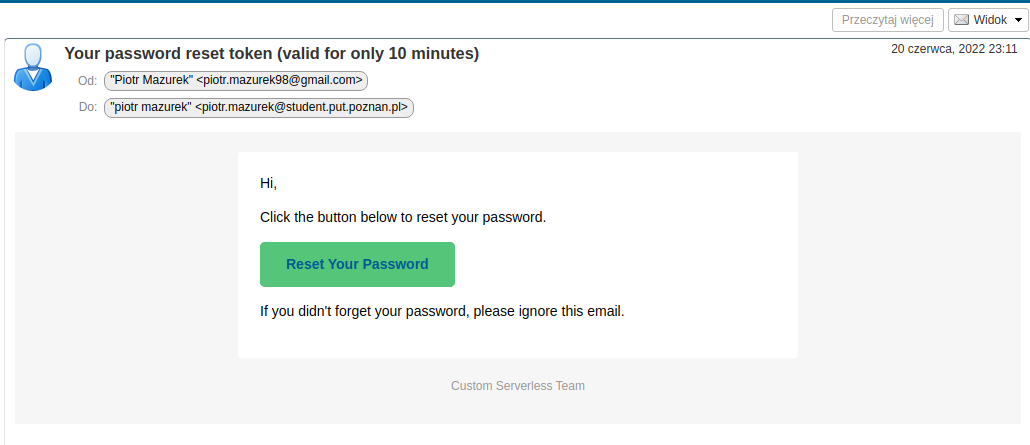 Przeczytaj więcej
Widok
Your password reset token (valid for only 10 minutes)
20 czerwca, 2022 23:11
Od: "Piotr Mazurek" <piotr.mazurek98@gmail.com>
Do: "piotr mazurek" <piotr.mazurek@student.put.poznan.pl>
Hi,
Click the button below to reset your password.
Reset Your Password
If you didn't forget your password, please ignore this email.
Custom Serverless Team